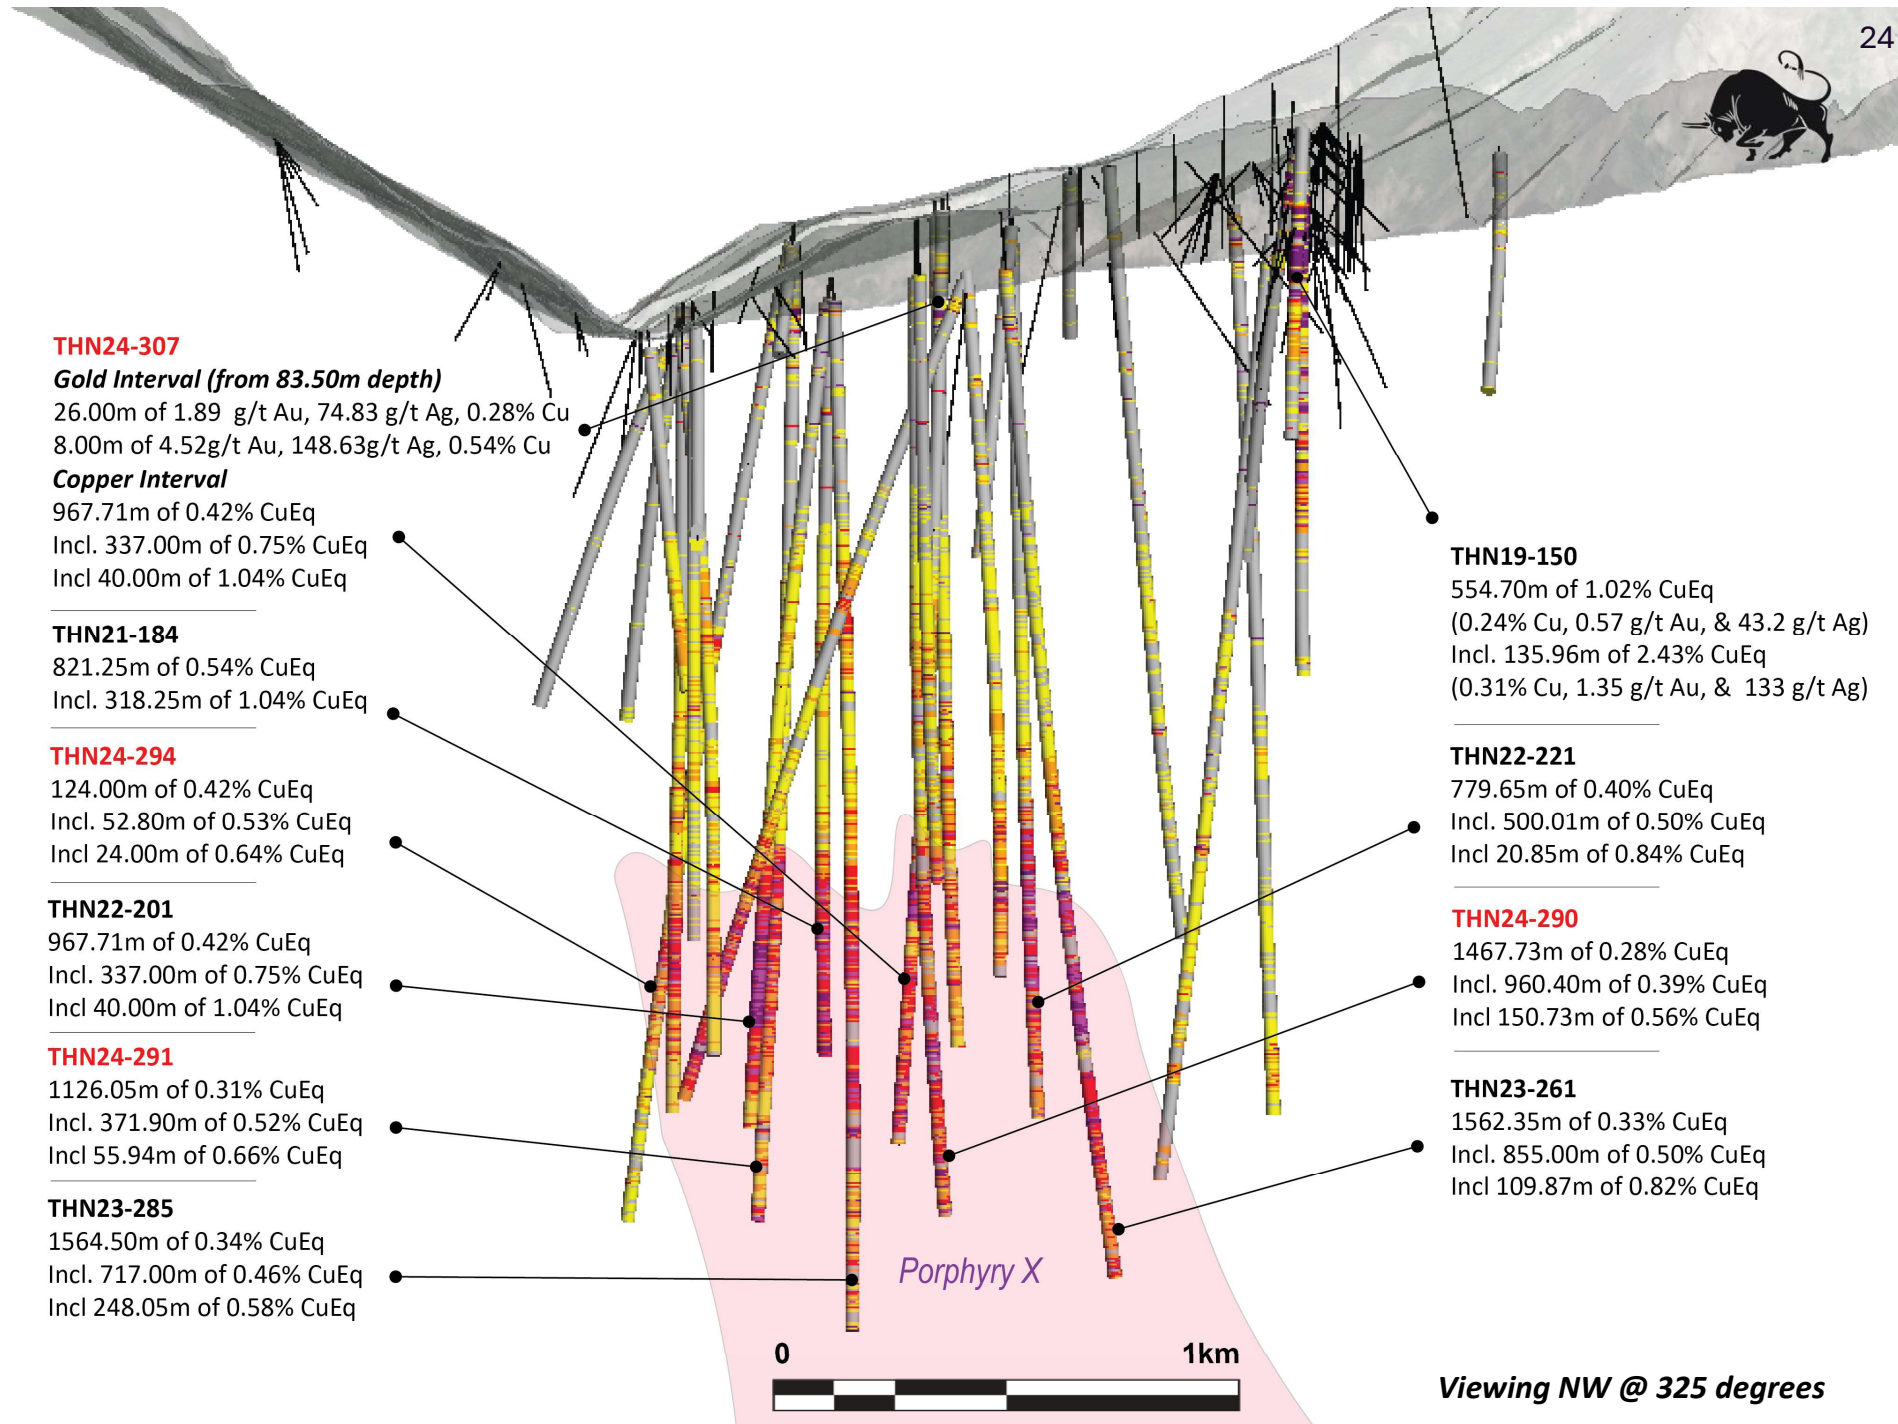 24
THN24-307
Gold Interval (from 83.50m depth)
26.00m of 1.89 g/t Au, 74.83 g/t Ag, 0.28% Cu
8.00m of 4.52g/t Au, 148.63g/t Ag, 0.54% Cu
Copper Interval
967.71m of 0.42% CuEq
Incl. 337.00m of 0.75% CuEq
Incl 40.00m of 1.04% CuEq
THN21-184
821.25m of 0.54% CuEq
Incl. 318.25m of 1.04% CuEq
THN24-294
124.00m of 0.42% CuEq
Incl. 52.80m of 0.53% CuEq
Incl 24.00m of 0.64% CuEq
THN22-201
967.71m of 0.42% CuEq
Incl. 337.00m of 0.75% CuEq
Incl 40.00m of 1.04% CuEq
THN24-291
1126.05m of 0.31% CuEq
Incl. 371.90m of 0.52% CuEq
Incl 55.94m of 0.66% CuEq
THN23-285
1564.50m of 0.34% CuEq
Incl. 717.00m of 0.46% CuEq
Incl 248.05m of 0.58% CuEq
THN19-150
554.70m of 1.02% CuEq
(0.24% Cu, 0.57 g/t Au, & 43.2 g/t Ag)
Incl. 135.96m of 2.43% CuEq
(0.31% Cu, 1.35 g/t Au, & 133 g/t Ag)
THN22-221
779.65m of 0.40% CuEq
Incl. 500.01m of 0.50% CuEq
Incl 20.85m of 0.84% CuEq
THN24-290
1467.73m of 0.28% CuEq
Incl. 960.40m of 0.39% CuEq
Incl 150.73m of 0.56% CuEq
THN23-261
1562.35m of 0.33% CuEq
Incl. 855.00m of 0.50% CuEq
Incl 109.87m of 0.82% CuEq
Porphyry X
0 1km
Viewing NW @ 325 degrees